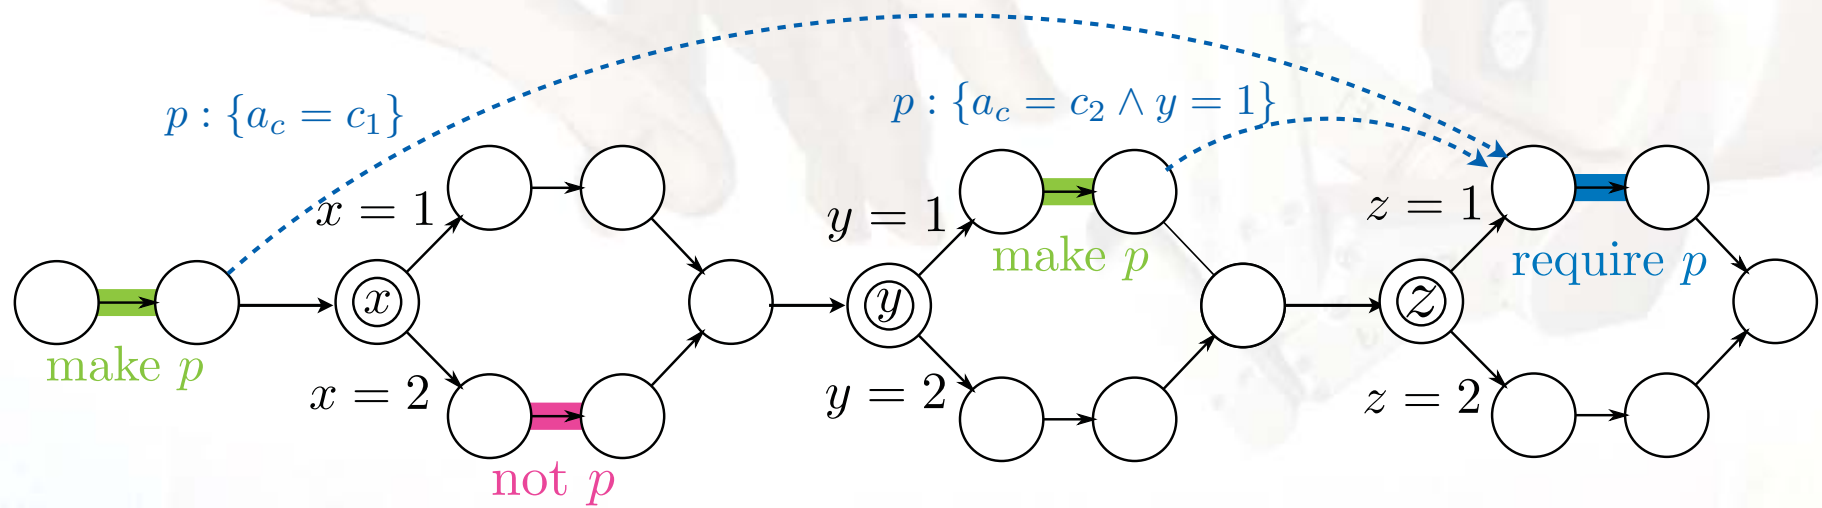 p : {a_c = c_1}
p : {a_c = c_2 ∧ y = 1}
x = 1
y = 1
z = 1
make p
require p
x
y
z
make p
x = 2
y = 2
z = 2
not p